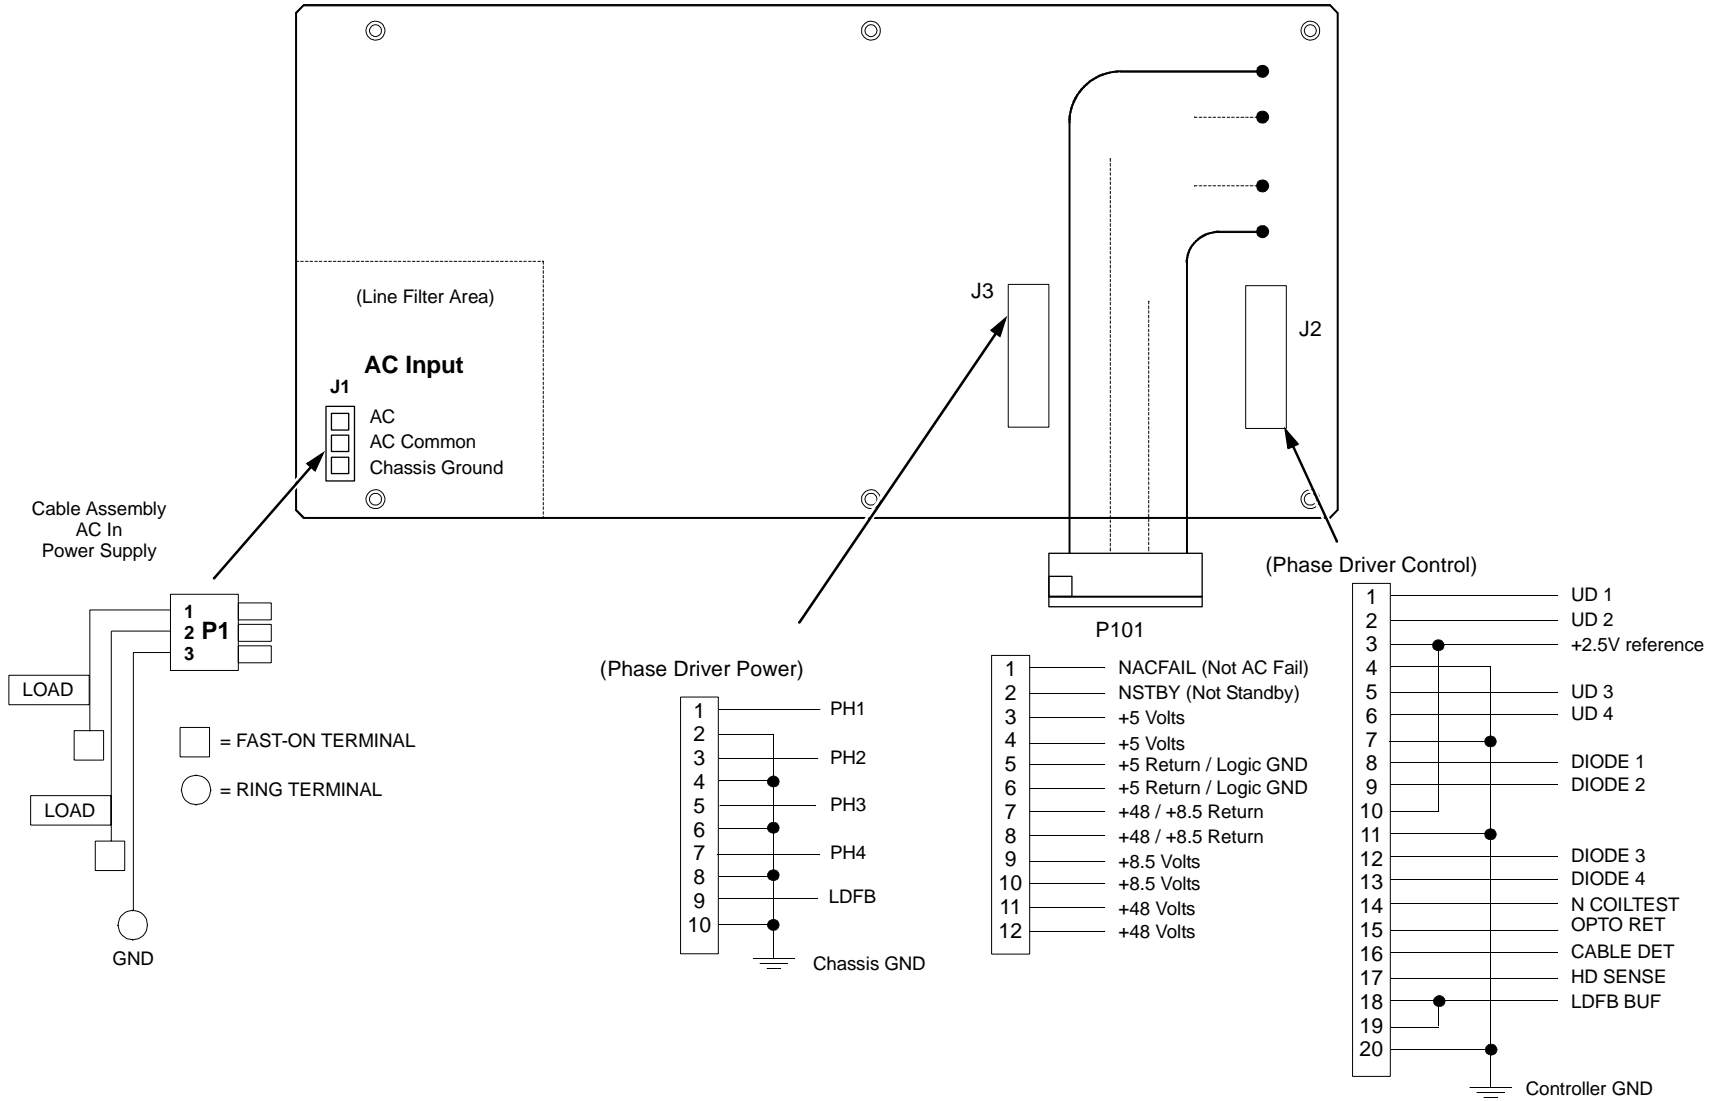 J3
J2
(Line Filter Area)
AC Input
J1
AC
AC Common
Chassis Ground
Cable Assembly
AC In
Power Supply
1
2
3
P1
LOAD
LOAD
= FAST-ON TERMINAL
= RING TERMINAL
GND
(Phase Driver Power)
1 PH1
2
3 PH2
4
5 PH3
6
7 PH4
8
9 LDFB
10
Chassis GND
P101
1 NACFAIL (Not AC Fail)
2 NSTBY (Not Standby)
3 +5 Volts
4 +5 Volts
5 +5 Return / Logic GND
6 +5 Return / Logic GND
7 +48 / +8.5 Return
8 +48 / +8.5 Return
9 +8.5 Volts
10 +8.5 Volts
11 +48 Volts
12 +48 Volts
(Phase Driver Control)
1 UD 1
2 UD 2
3 +2.5V reference
4
5 UD 3
6 UD 4
7
8 DIODE 1
9 DIODE 2
10
11
12 DIODE 3
13 DIODE 4
14 N COILTEST
15 OPTO RET
16 CABLE DET
17 HD SENSE
18 LDFB BUF
19
20
Controller GND